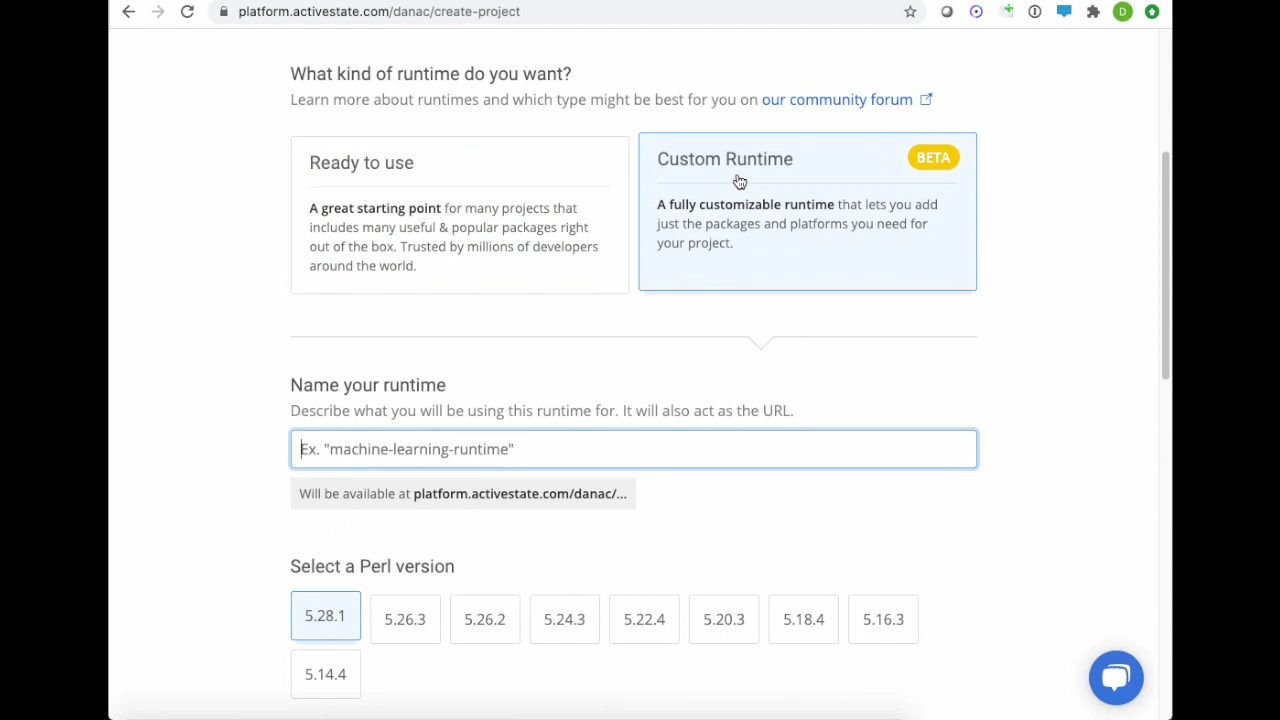 platform.activestate.com/danac/create-project
D
What kind of runtime do you want?
Learn more about runtimes and which type might be best for you on our community forum
Ready to use
A great starting point for many projects that
includes many useful & popular packages right
out of the box. Trusted by millions of developers
around the world.
Custom Runtime
BETA
A fully customizable runtime that lets you add
just the packages and platforms you need for
your project.
Name your runtime
Describe what you will be using this runtime for. It will also act as the URL.
Ex. "machine-learning-runtime"
Will be available at platform.activestate.com/danac/...
Select a Perl version
5.28.1 5.26.3 5.26.2 5.24.3 5.22.4 5.20.3 5.18.4 5.16.3
5.14.4